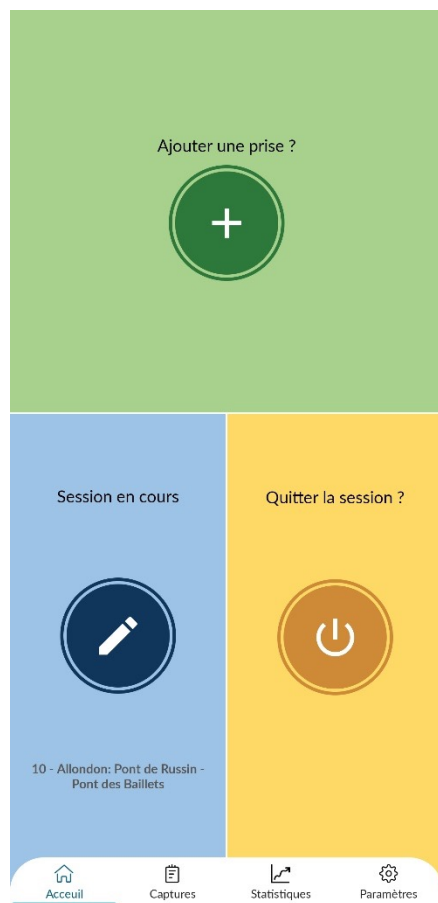 Ajouter une prise ?
Session en cours
Quitter la session ?
10 - Allondon: Pont de Russin -
Pont des Baillets
Acceuil
Captures
Statistiques
Paramètres